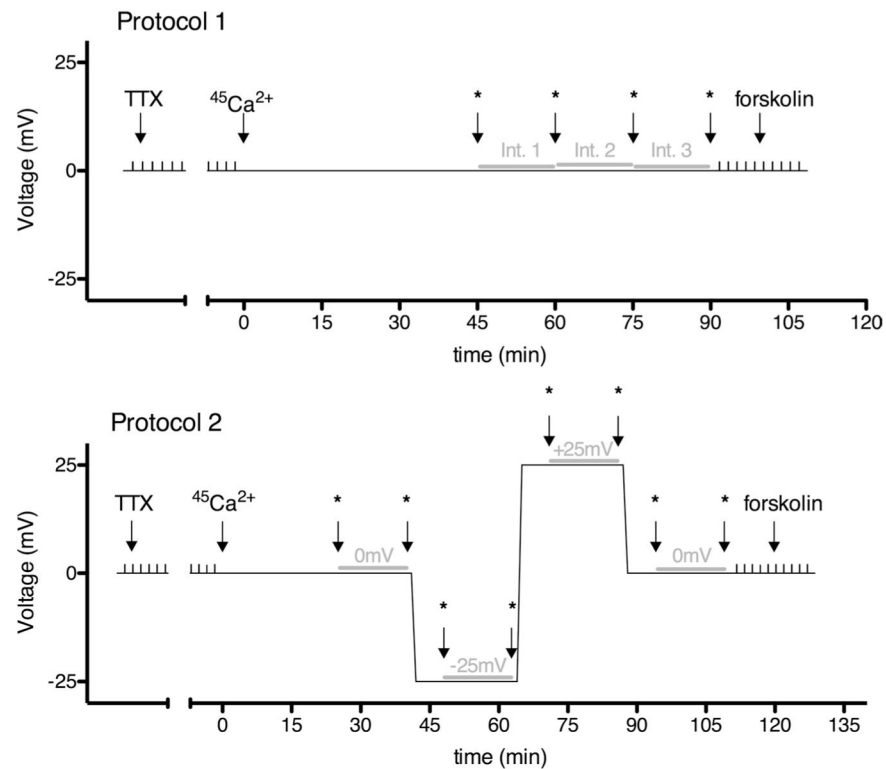 Protocol 1
25
0
-25
Voltage (mV)
TTX
45Ca2+
* * * *
forskolin
Int. 1 Int. 2 Int. 3
0 15 30 45 60 75 90 105 120
time (min)
Protocol 2
25
0
-25
Voltage (mV)
* *
+25mV
TTX
45Ca2+
* *
0mV
* *
-25mV
* *
0mV
forskolin
0 15 30 45 60 75 90 105 120 135
time (min)